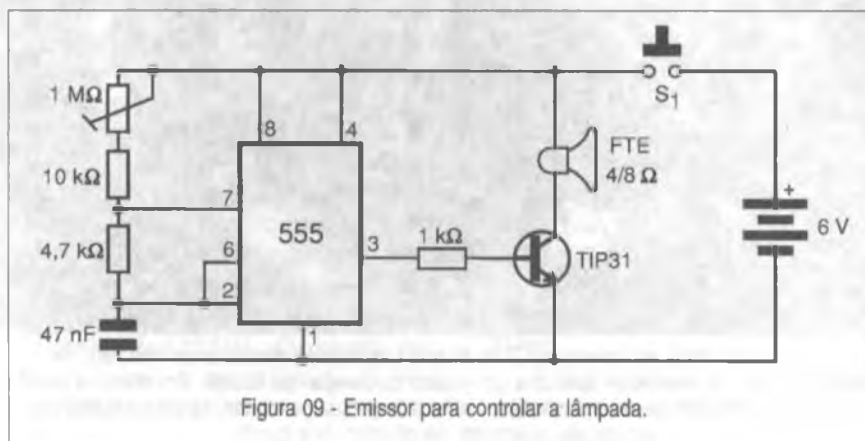 1 MΩ
10 kΩ
4,7 kΩ
47 nF
8
4
7
6
2
555
3
1
1 kΩ
TIP31
FTE
4/8 Ω
S1
+
6 V
Figura 09 - Emissor para controlar a lâmpada.